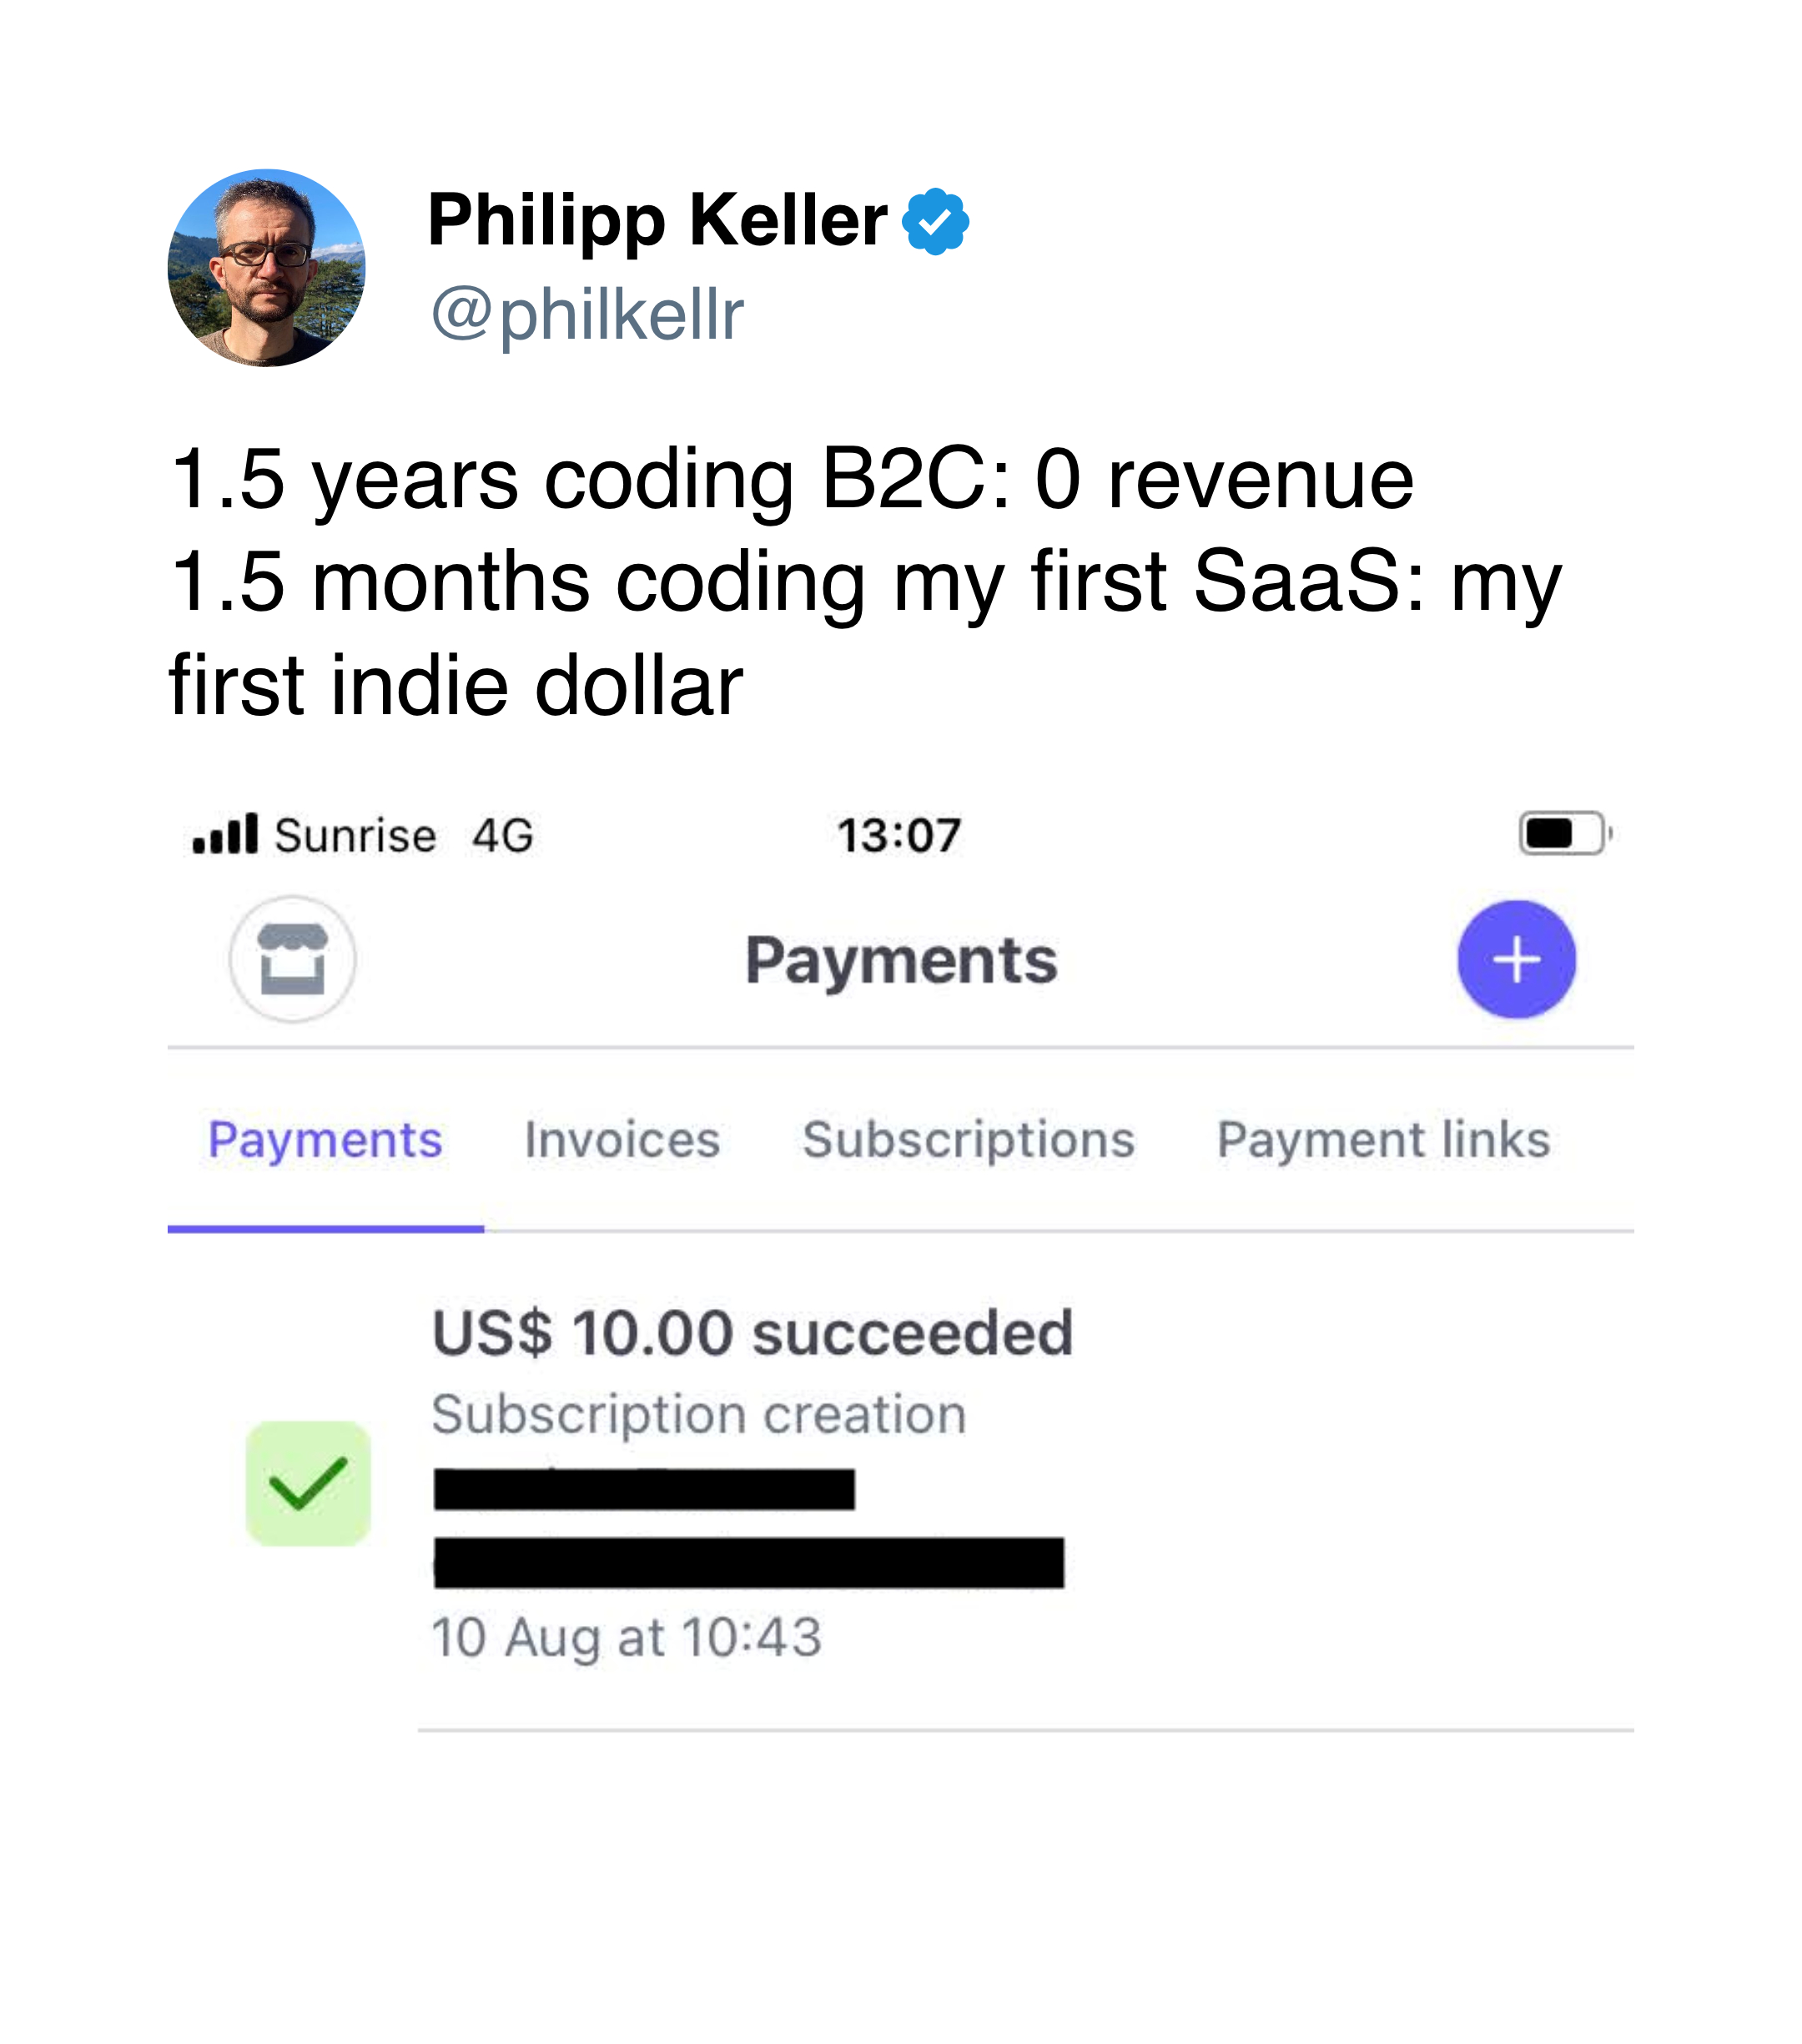 Philipp Keller
@philkellr
1.5 years coding B2C: 0 revenue
1.5 months coding my first SaaS: my
first indie dollar
Sunrise 4G 13:07
Payments
Payments Invoices Subscriptions Payment links
US$ 10.00 succeeded
Subscription creation
10 Aug at 10:43